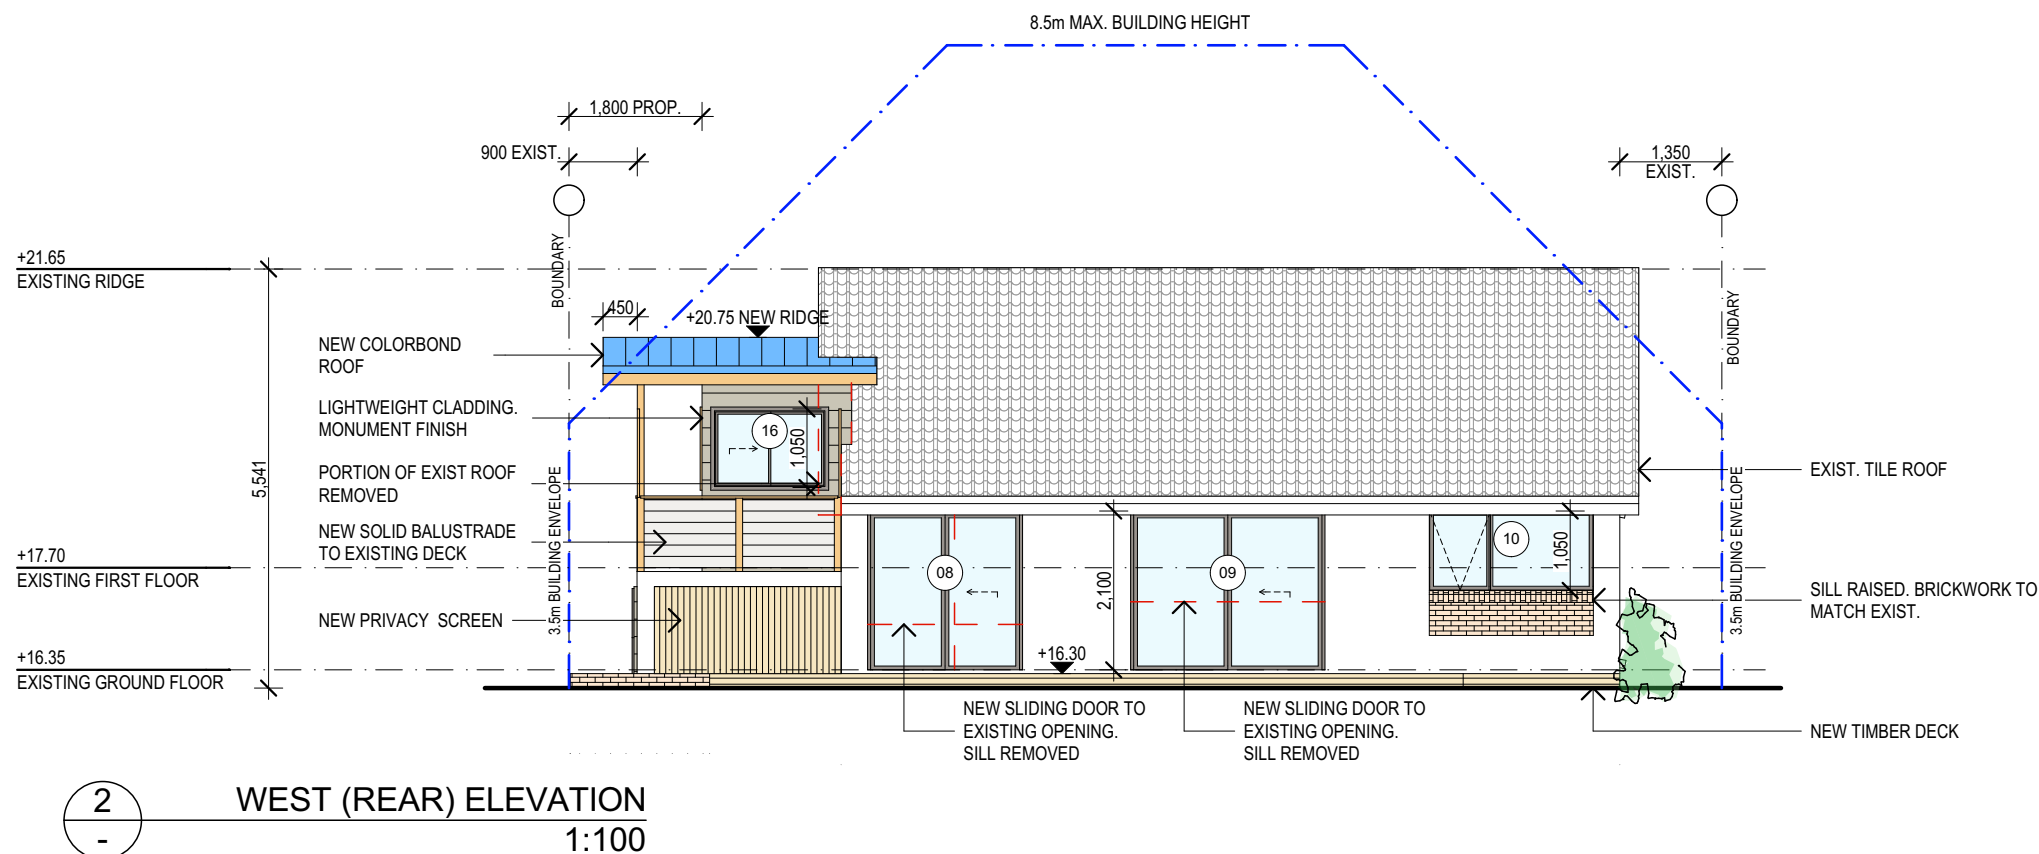 8.5m MAX. BUILDING HEIGHT
1,800 PROP.
900 EXIST.
1,350
EXIST.
BOUNDARY
BOUNDARY
+21.65
EXISTING RIDGE
450
+20.75 NEW RIDGE
NEW COLORBOND
ROOF
LIGHTWEIGHT CLADDING.
MONUMENT FINISH
16
1,050
5,541
PORTION OF EXIST ROOF
REMOVED
EXIST. TILE ROOF
NEW SOLID BALUSTRADE
TO EXISTING DECK
3.5m BUILDING ENVELOPE
3.5m BUILDING ENVELOPE
10
1,050
+17.70
EXISTING FIRST FLOOR
08
09
2,100
SILL RAISED. BRICKWORK TO
MATCH EXIST.
NEW PRIVACY SCREEN
+16.35
EXISTING GROUND FLOOR
+16.30
NEW SLIDING DOOR TO
EXISTING OPENING.
SILL REMOVED
NEW SLIDING DOOR TO
EXISTING OPENING.
SILL REMOVED
NEW TIMBER DECK
2
-
WEST (REAR) ELEVATION
1:100